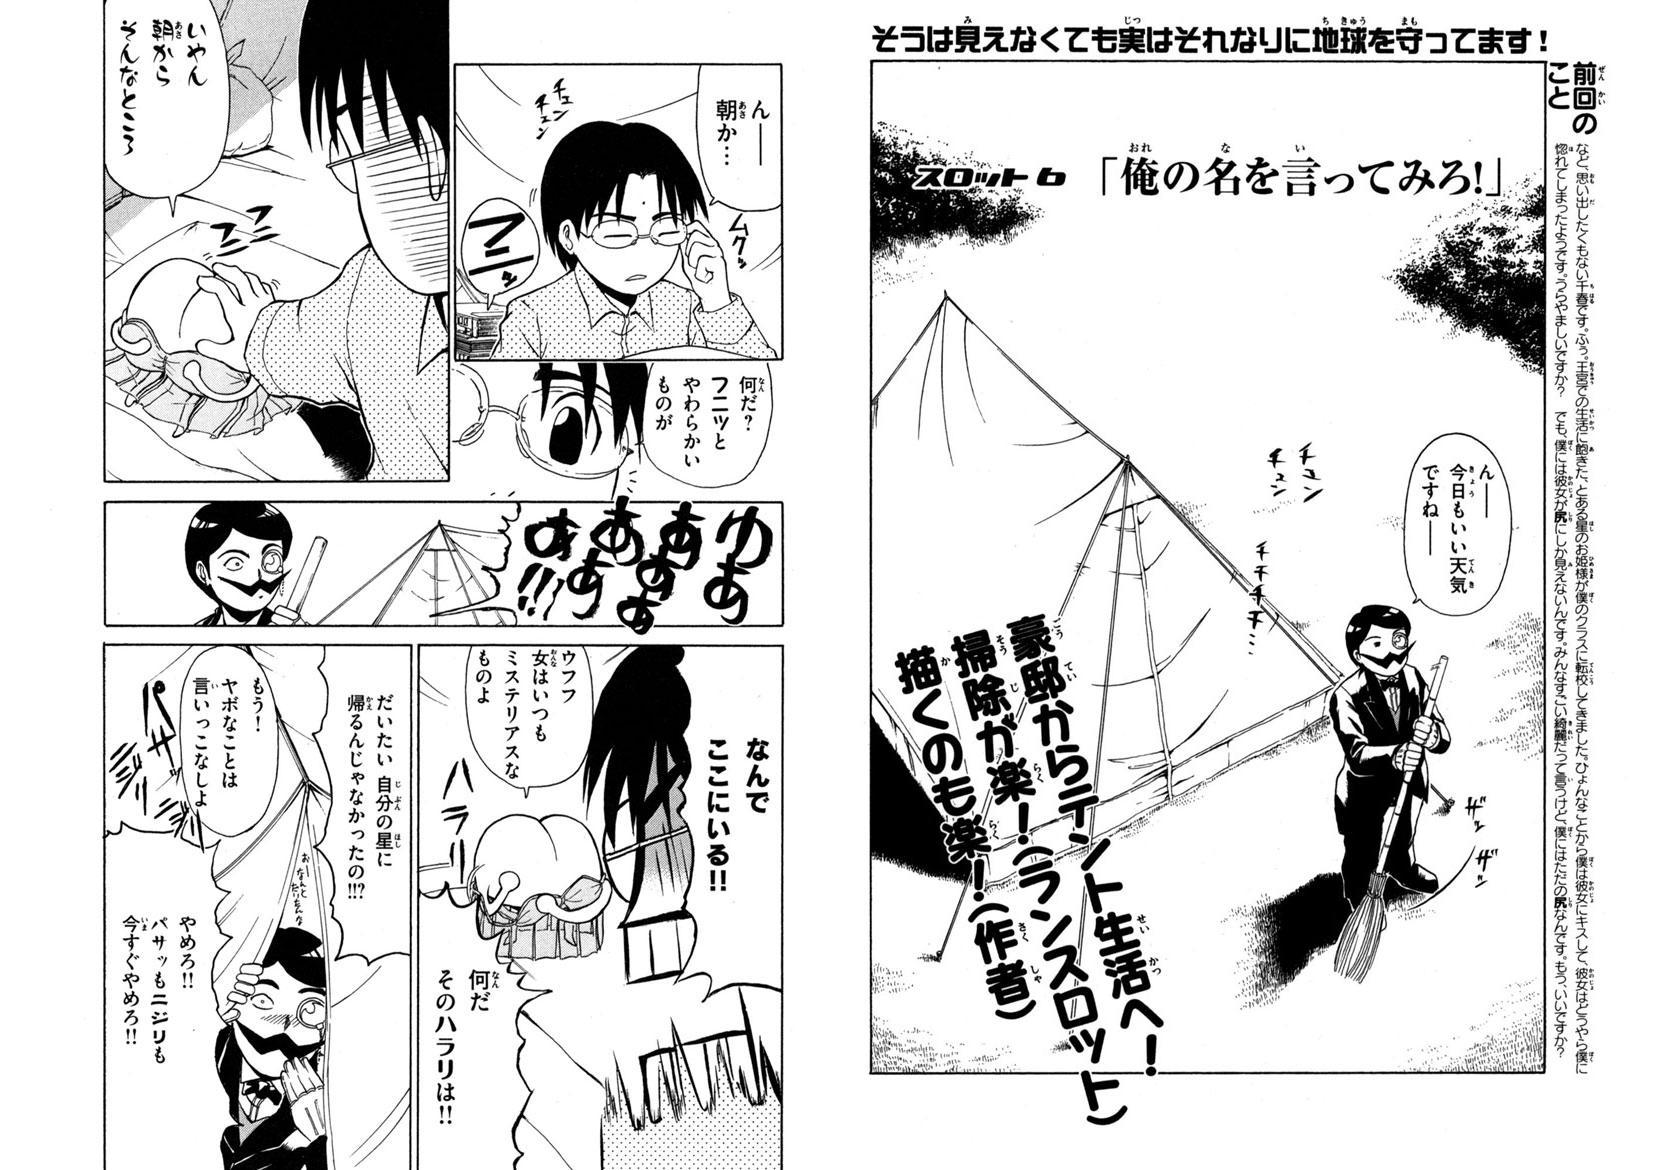 そうは見えなくても実はそれなりに地球を守ってます!
前回の
こと
など、思い出したくもない千春です。ふぅ。王宮での生活に飽きた、とある星のお姫様が僕のクラスに転校してきました。ひょんなことから僕は彼女にキスして、彼女はどうやら僕に
惚れてしまったようです。うらやましいですか? でも、僕には彼女が尻にしか見えないんです。みんなすごい綺麗だって言うけど、僕にはただの尻なんです。もう、いいですか?
スロット6 「俺の名を言ってみろ!」
んー
今日もいい天気
ですねー
チュン
チュン
チチチチ…
ザッ
ザッ
豪邸からテント生活へ!
掃除が楽!(ランスロット)
描くのも楽!(作者)
んー
朝か…
チュン
チュン
ムクッ
フニ
何だ?
フニッと
やわらかい
ものが
フニフニ
いやん
朝から
そんなところ
ゆああああああああ!!!
なんで
ここにいる!!
ウフフ
女はいつも
ミステリアスな
ものよ
ハラリ
何だ
そのハラリは!!
だいたい 自分の星に
帰るんじゃなかったの!!?
もう!
ヤボなことは
言いっこなしよ
パサッ
おーなんと
やめろ!!
パサッもニジリも
今すぐやめろ!!